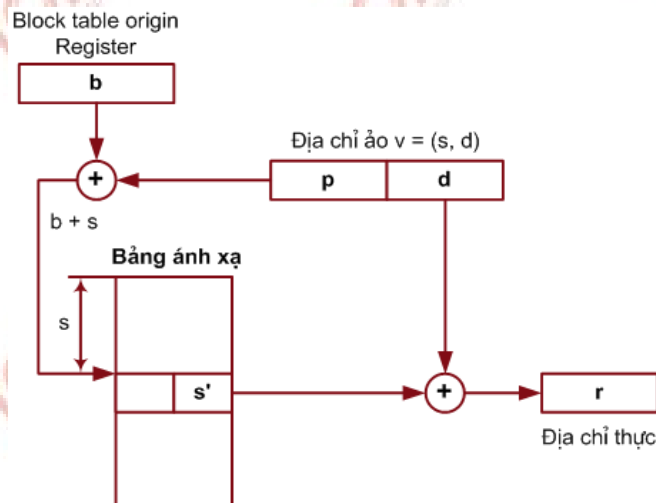 Block table origin
Register
b
Địa chỉ ảo v = (s, d)
+
p
d
b + s
Bảng ánh xạ
s
s'
+
r
Địa chỉ thực